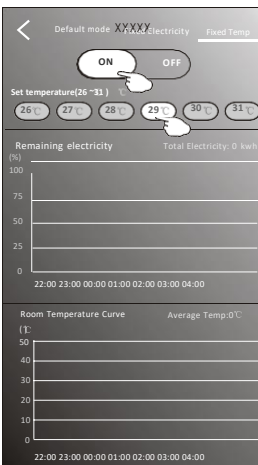 Default mode XXXXX Fixed Electricity Fixed Temp
ON OFF
Set temperature(26 ~31 ) ℃
26℃ 27℃ 28℃ 29℃ 30℃ 31℃
Remaining electricity Total Electricity: 0 kwh
(%)
100
75
50
25
0
22:00 23:00 00:00 01:00 02:00 03:00 04:00
Room Temperature Curve Average Temp:0℃
(℃
50
40
30
20
10
0
22:00 23:00 00:00 01:00 02:00 03:00 04:00